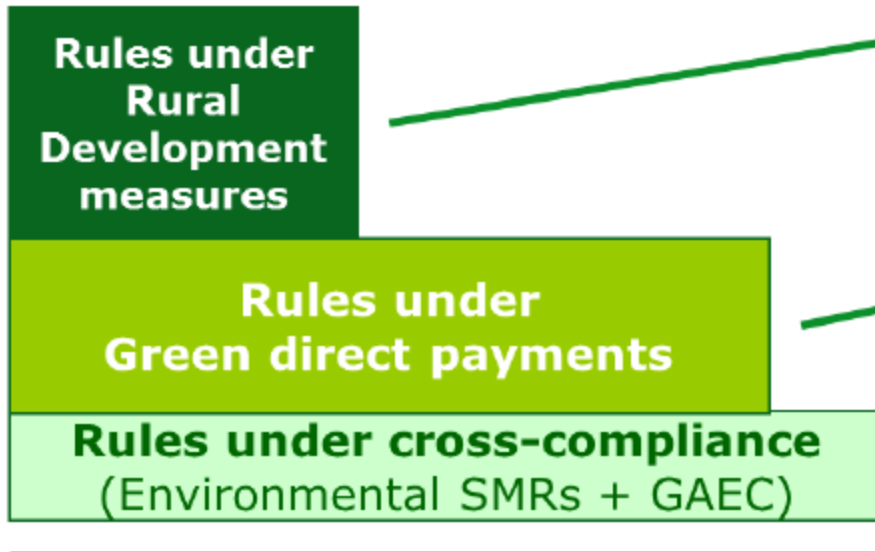 Rules under
Rural
Development
measures
Rules under
Green direct payments
Rules under cross-compliance
(Environmental SMRs + GAEC)